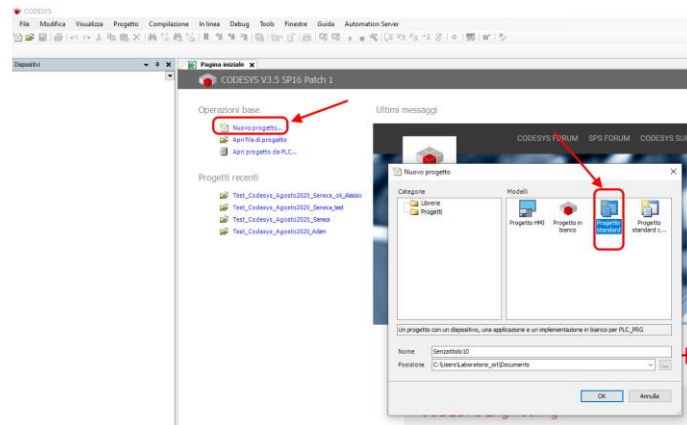 CODESYS
File Modifica Visualizza Progetto Compilazione In linea Debug Tools Finestre Guida Automation Server
Dispositivi
Pagina iniziale
CODESYS V3.5 SP16 Patch 1
Operazioni base
Nuovo progetto...
Apri file di progetto
Apri progetto da PLC...
Progetti recenti
Test_Codesys_Agosto2020_Seneca_ok_Alessio
Test_Codesys_Agosto2020_Seneca_test
Test_Codesys_Agosto2020_Seneca
Test_Codesys_Agosto2020_Adam
Ultimi messaggi
CODESYS FORUM SPS FORUM CODESYS SU
Nuovo progetto
Categorie
Librerie
Progetti
Modelli
Progetto HMI
Progetto in bianco
Progetto standard
Progetto standard c...
Un progetto con un dispositivo, una applicazione e un implementazione in bianco per PLC_PRG
Nome Senzatitolo10
Posizione C:\Users\Laboratorio_iot\Documents
...
OK Annulla